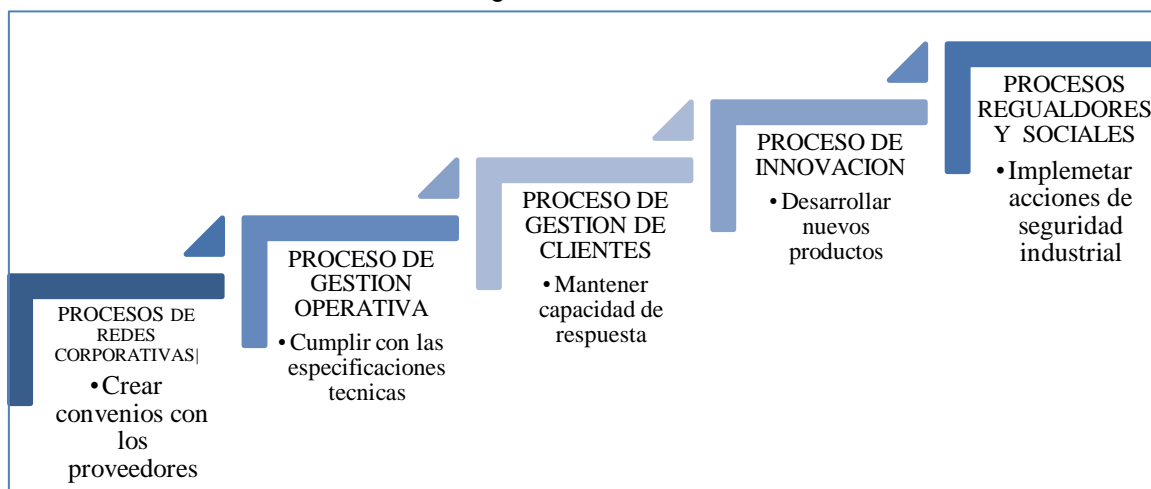 PROCESOS DE
REDES
CORPORATIVAS|
•Crear
convenios con
los
proveedores
PROCESO DE
GESTION
OPERATIVA
•Cumplir con las
especificaciones
tecnicas
PROCESO DE
GESTION DE
CLIENTES
•Mantener
capacidad de
respuesta
PROCESO DE
INNOVACION
•Desarrollar
nuevos
productos
PROCESOS
REGUALDORES
Y SOCIALES
•Implemetar
acciones de
seguridad
industrial